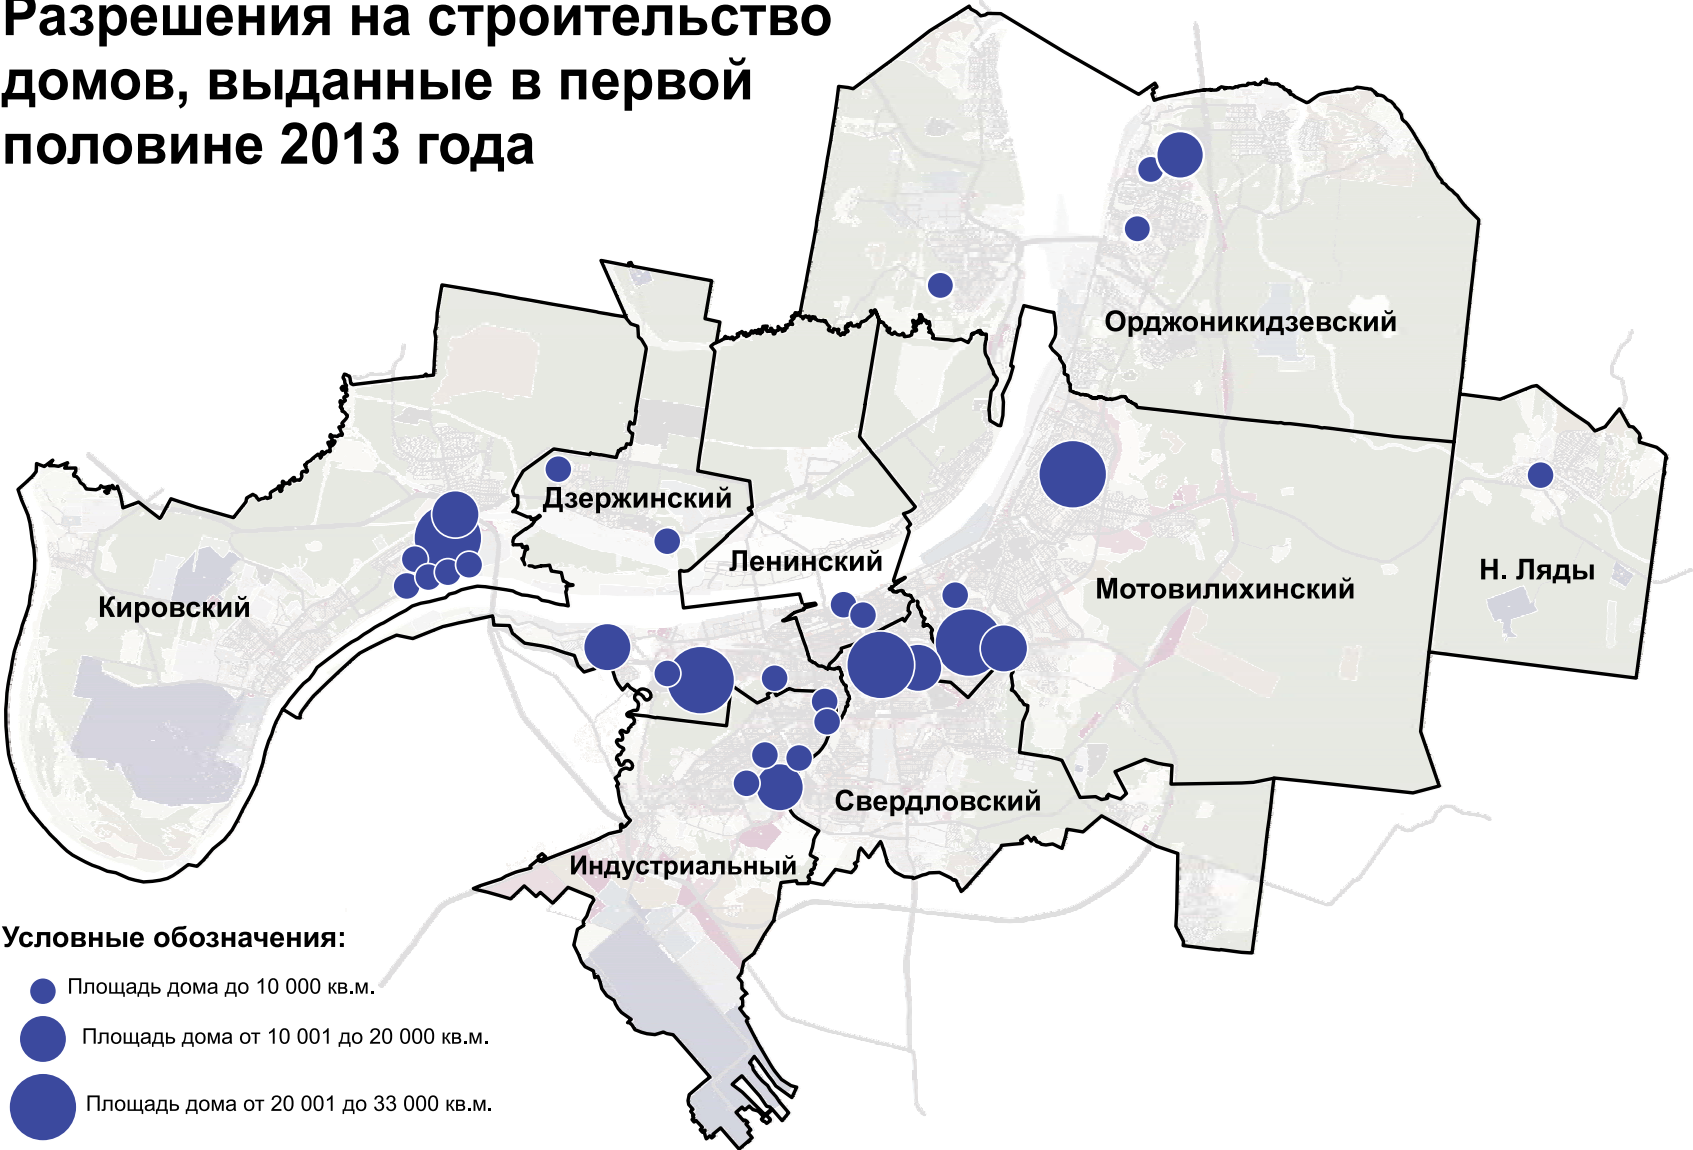 Разрешения на строительство
домов, выданные в первой
половине 2013 года
Орджоникидзевский
Дзержинский
Ленинский
Н. Ляды
Мотовилихинский
Кировский
Свердловский
Индустриальный
Условные обозначения:
Площадь дома до 10 000 кв.м.
Площадь дома от 10 001 до 20 000 кв.м.
Площадь дома от 20 001 до 33 000 кв.м.